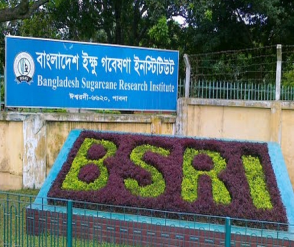 বাংলাদেশ ইক্ষু গবেষণা ইনস্টিটিউট
Bangladesh Sugarcane Research Institute
ঈশ্বরদী-৬৬২০, পাবনা
BSRI